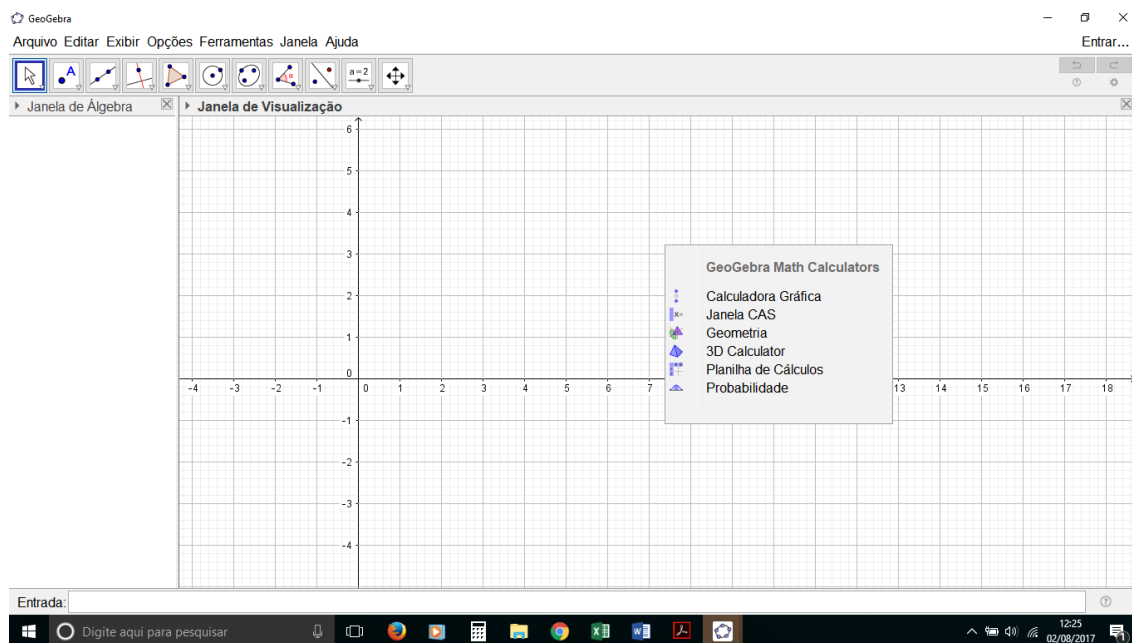 GeoGebra
Arquivo Editar Exibir Opções Ferramentas Janela Ajuda Entrar...
A α a=2
Janela de Álgebra Janela de Visualização
6
5
4
3
2
1
0
-4 -3 -2 -1 0 1 2 3 4 5 6 7 13 14 15 16 17 18
-1
-2
-3
-4
GeoGebra Math Calculators
Calculadora Gráfica
x= Janela CAS
Geometria
3D Calculator
Planilha de Cálculos
Probabilidade
Entrada:
Digite aqui para pesquisar
12:25
02/08/2017